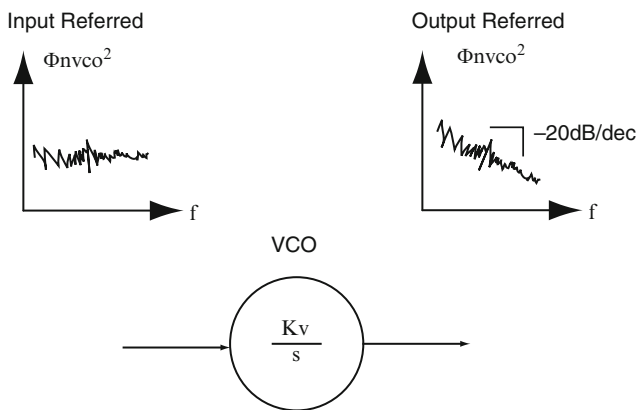 Input Referred
Φnvco²
f
Output Referred
Φnvco²
–20dB/dec
f
VCO
Kv
s